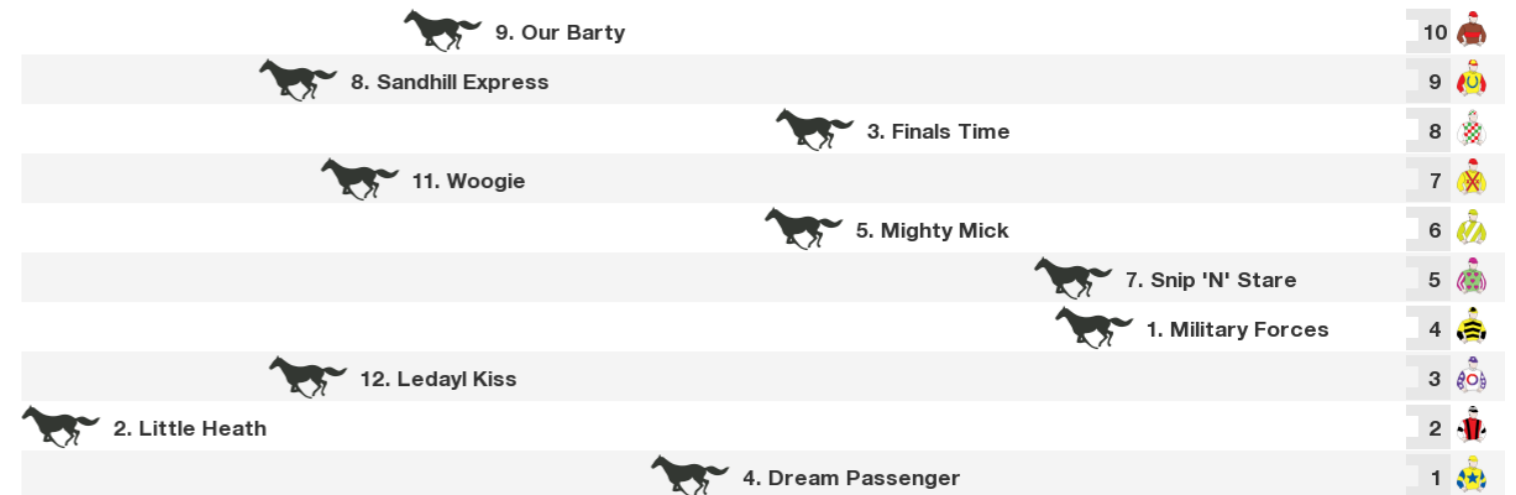 9. Our Barty 10
8. Sandhill Express 9
3. Finals Time 8
11. Woogie 7
5. Mighty Mick 6
7. Snip 'N' Stare 5
1. Military Forces 4
12. Ledayl Kiss 3
2. Little Heath 2
4. Dream Passenger 1